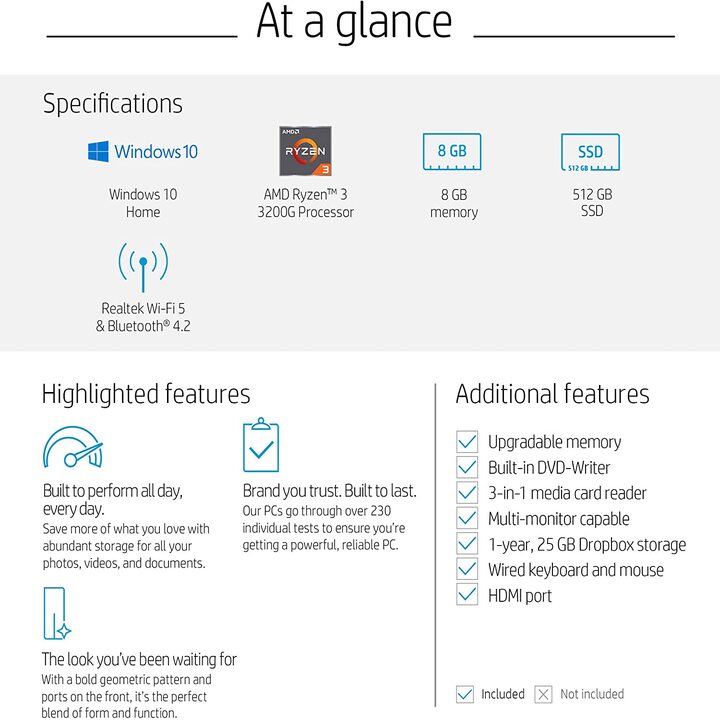 At a glance
Specifications
Windows 10
Windows 10
Home
AMD
RYZEN
3
AMD Ryzen™ 3
3200G Processor
8 GB
8 GB
memory
SSD
512 GB
512 GB
SSD
Realtek Wi-Fi 5
& Bluetooth® 4.2
Highlighted features
Built to perform all day,
every day.
Save more of what you love with
abundant storage for all your
photos, videos, and documents.
Brand you trust. Built to last.
Our PCs go through over 230
individual tests to ensure you're
getting a powerful, reliable PC.
The look you've been waiting for
With a bold geometric pattern and
ports on the front, it's the perfect
blend of form and function.
Additional features
Upgradable memory
Built-in DVD-Writer
3-in-1 media card reader
Multi-monitor capable
1-year, 25 GB Dropbox storage
Wired keyboard and mouse
HDMI port
Included
Not included